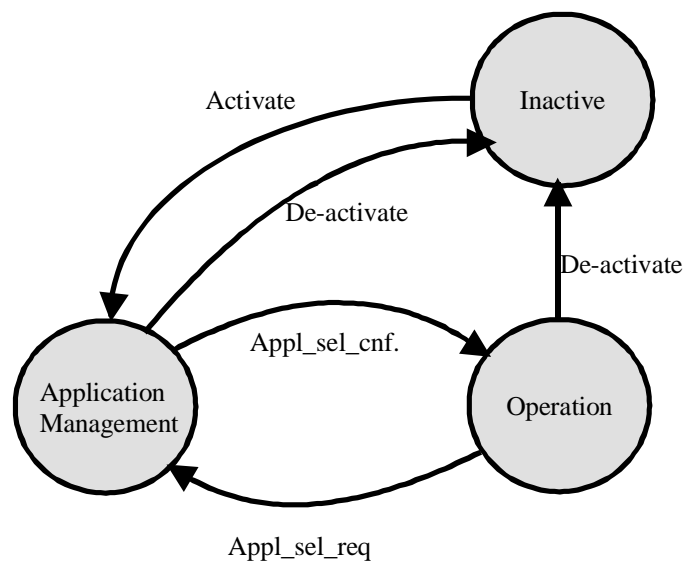 Activate
Inactive
De-activate
De-activate
Appl_sel_cnf.
Application
Management
Operation
Appl_sel_req